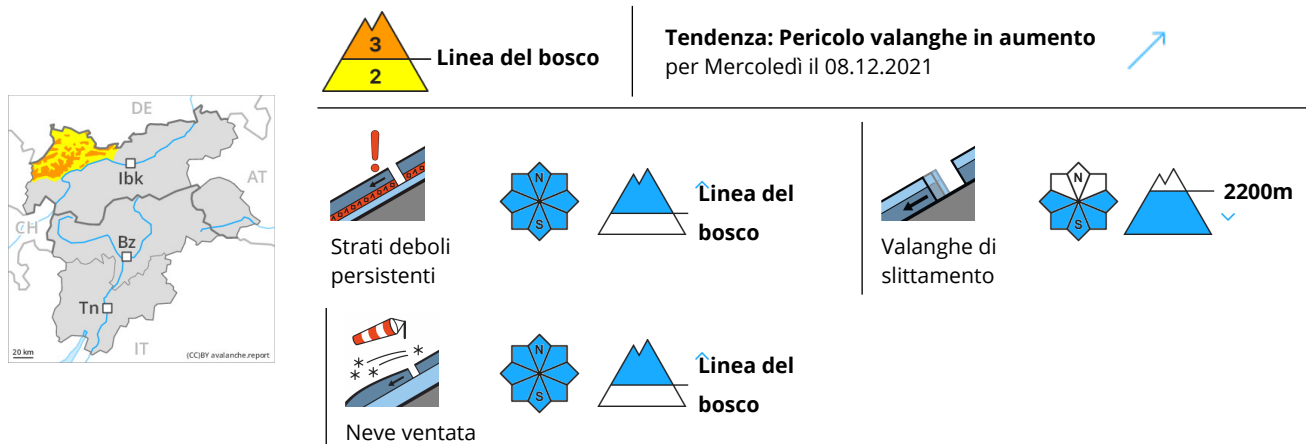 3
2
Linea del bosco
Tendenza: Pericolo valanghe in aumento
per Mercoledì il 08.12.2021
DE
AT
CH
IT
Ibk
Bz
Tn
20 km
(CC)BY avalanche.report
N
S
Linea del
bosco
Strati deboli
persistenti
N
S
2200m
Valanghe di
slittamento
N
S
Linea del
bosco
Neve ventata